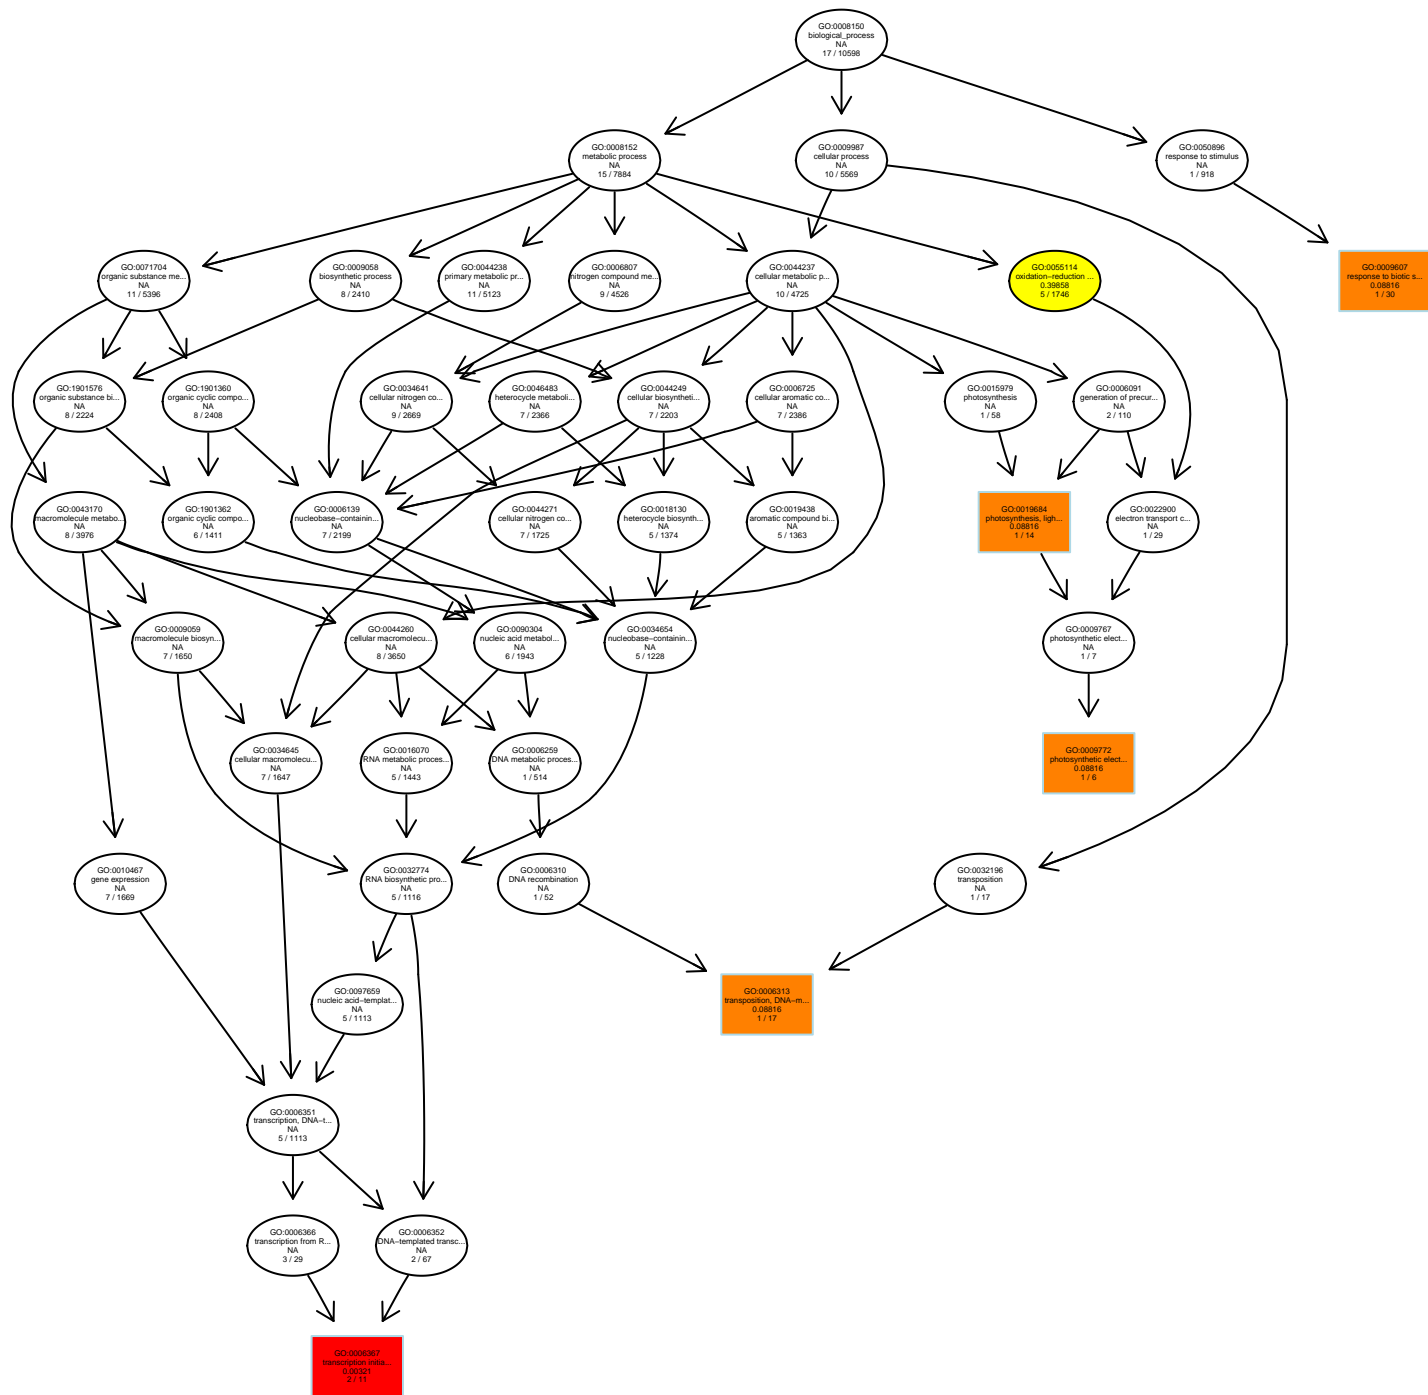 GO:0008150
biological_process
NA
17 / 10598
GO:0008152
metabolic process
NA
15 / 7884
GO:0009987
cellular process
NA
10 / 5569
GO:0050896
response to stimulus
NA
1 / 918
GO:0071704
organic substance me...
NA
11 / 5396
GO:0009058
biosynthetic process
NA
8 / 2410
GO:0044238
primary metabolic pr...
NA
11 / 5123
GO:0006807
nitrogen compound me...
NA
9 / 4526
GO:0044237
cellular metabolic p...
NA
10 / 4725
GO:0055114
oxidation−reduction ...
0.39858
5 / 1746
GO:0009607
response to biotic s...
0.08816
1 / 30
GO:1901576
organic substance bi...
NA
8 / 2224
GO:1901360
organic cyclic compo...
NA
8 / 2408
GO:0034641
cellular nitrogen co...
NA
9 / 2669
GO:0046483
heterocycle metaboli...
NA
7 / 2366
GO:0044249
cellular biosyntheti...
NA
7 / 2203
GO:0006725
cellular aromatic co...
NA
7 / 2386
GO:0015979
photosynthesis
NA
1 / 58
GO:0006091
generation of precur...
NA
2 / 110
GO:0043170
macromolecule metabo...
NA
8 / 3976
GO:1901362
organic cyclic compo...
NA
6 / 1411
GO:0006139
nucleobase−containin...
NA
7 / 2199
GO:0044271
cellular nitrogen co...
NA
7 / 1725
GO:0018130
heterocycle biosynth...
NA
5 / 1374
GO:0019438
aromatic compound bi...
NA
5 / 1363
GO:0019684
photosynthesis, ligh...
0.08816
1 / 14
GO:0022900
electron transport c...
NA
1 / 29
GO:0009059
macromolecule biosyn...
NA
7 / 1650
GO:0044260
cellular macromolecu...
NA
8 / 3650
GO:0090304
nucleic acid metabol...
NA
6 / 1943
GO:0034654
nucleobase−containin...
NA
5 / 1228
GO:0009767
photosynthetic elect...
NA
1 / 7
GO:0034645
cellular macromolecu...
NA
7 / 1647
GO:0016070
RNA metabolic proces...
NA
5 / 1443
GO:0006259
DNA metabolic proces...
NA
1 / 514
GO:0009772
photosynthetic elect...
0.08816
1 / 6
GO:0010467
gene expression
NA
7 / 1669
GO:0032774
RNA biosynthetic pro...
NA
5 / 1116
GO:0006310
DNA recombination
NA
1 / 52
GO:0032196
transposition
NA
1 / 17
GO:0097659
nucleic acid−templat...
NA
5 / 1113
GO:0006313
transposition, DNA−m...
0.08816
1 / 17
GO:0006351
transcription, DNA−t...
NA
5 / 1113
GO:0006366
transcription from R...
NA
3 / 29
GO:0006352
DNA−templated transc...
NA
2 / 67
GO:0006367
transcription initia...
0.00321
2 / 11